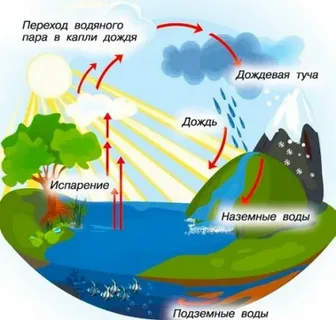 Переход водяного
пара в капли дождя
Дождевая туча
Дождь
Испарение
Наземные воды
Подземные воды